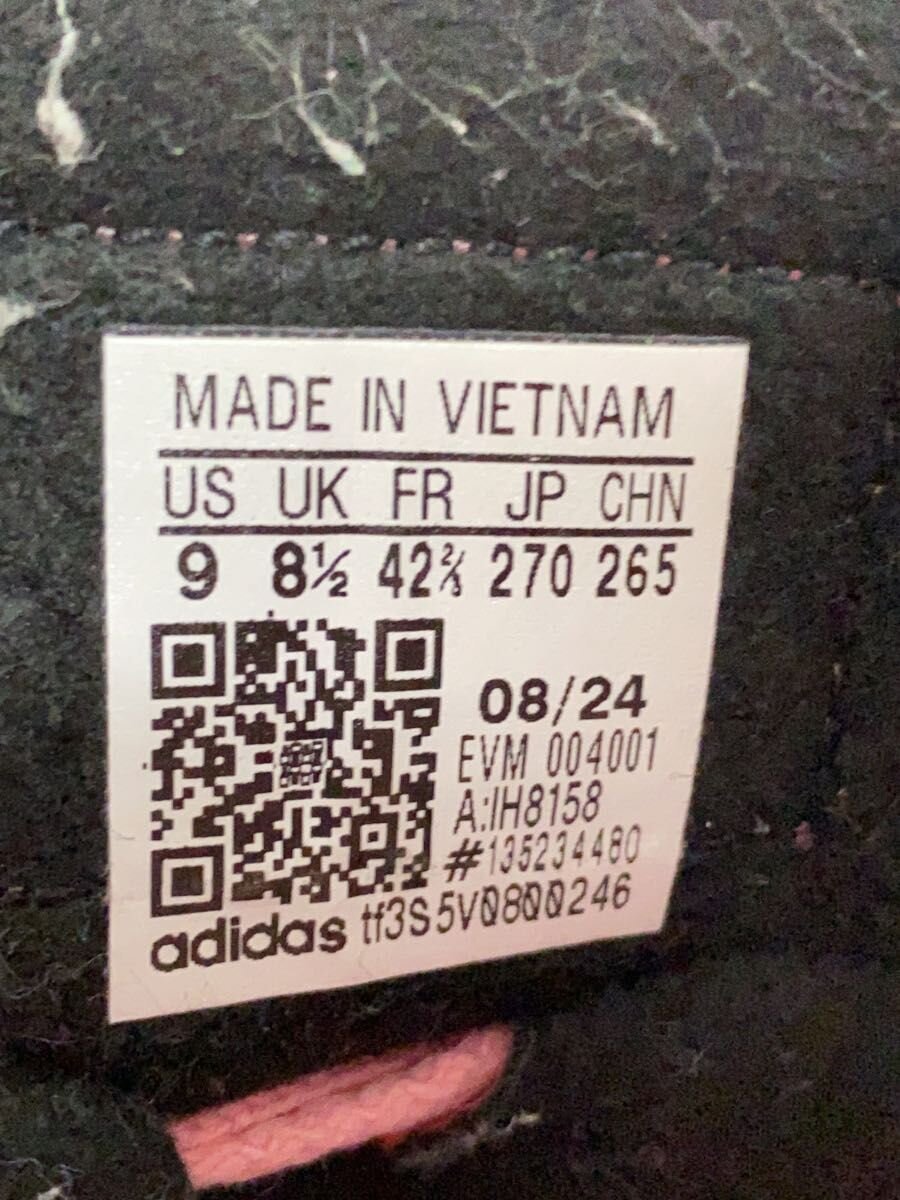 MADE IN VIETNAM
US UK FR JP CHN
9 8½ 42⅔ 270 265
08/24
EVM 004001
A:IH8158
#135234480
adidas tf3S5V0800246